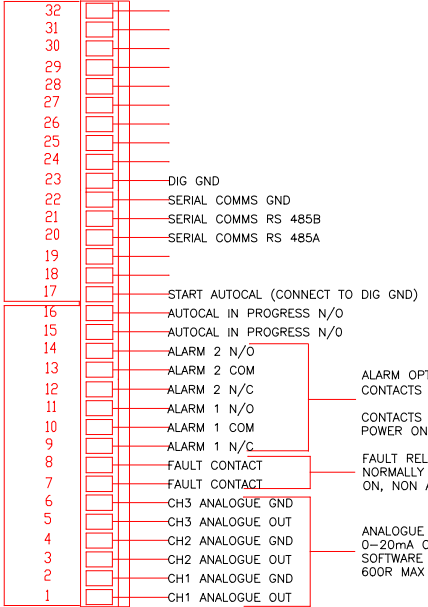 32
31
30
29
28
27
26
25
24
23 DIG GND
22 SERIAL COMMS GND
21 SERIAL COMMS RS 485B
20 SERIAL COMMS RS 485A
19
18
17 START AUTOCAL (CONNECT TO DIG GND)
16 AUTOCAL IN PROGRESS N/O
15 AUTOCAL IN PROGRESS N/O
14 ALARM 2 N/O
13 ALARM 2 COM
12 ALARM 2 N/C
11 ALARM 1 N/O
10 ALARM 1 COM
9 ALARM 1 N/C
8 FAULT CONTACT
7 FAULT CONTACT
6 CH3 ANALOGUE GND
5 CH3 ANALOGUE OUT
4 CH2 ANALOGUE GND
3 CH2 ANALOGUE OUT
2 CH1 ANALOGUE GND
1 CH1 ANALOGUE OUT
ALARM OPT
CONTACTS
CONTACTS
POWER ON
FAULT REL
NORMALLY
ON, NON
ANALOGUE
0-20mA
SOFTWARE
600R MAX